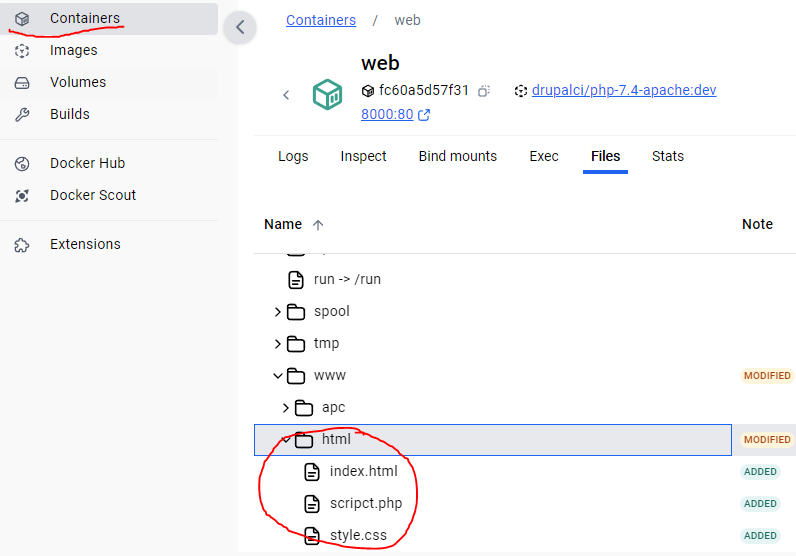 Containers
Images
Volumes
Builds
Docker Hub
Docker Scout
Extensions
Containers / web
web
fc60a5d57f31 drupalci/php-7.4-apache:dev
8000:80
Logs Inspect Bind mounts Exec Files Stats
Name Note
run -> /run
spool
tmp
www MODIFIED
apc
html MODIFIED
index.html ADDED
scripct.php ADDED
style.css ADDED